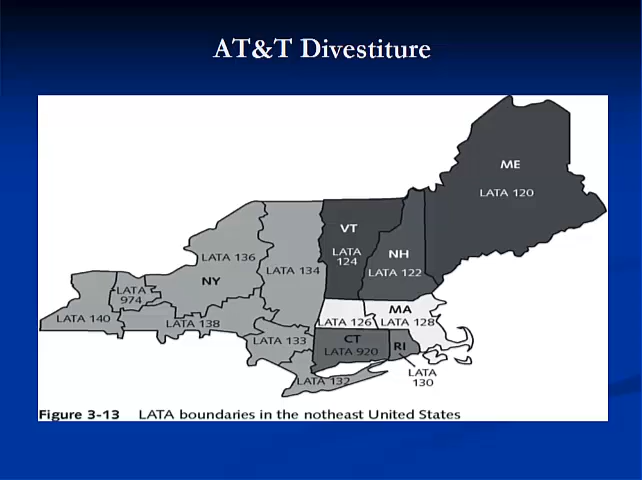 AT&T Divestiture
ME
LATA 120
VT
LATA
124
NH
LATA 122
LATA 136
LATA 134
NY
LATA
974
LATA 140
LATA 138
LATA 133
LATA 132
MA
LATA 126
LATA 128
CT
LATA 920
RI
LATA
130
Figure 3-13 LATA boundaries in the notheast United States